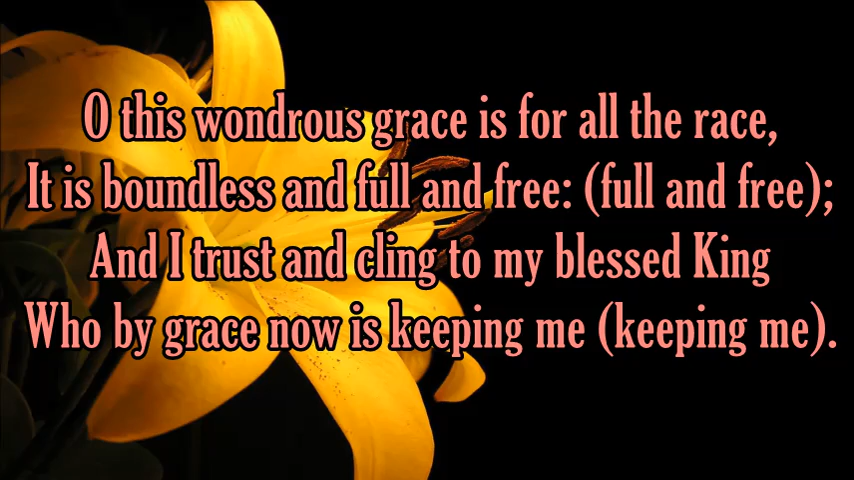 O this wondrous grace is for all the race,
It is boundless and full and free: (full and free);
And I trust and cling to my blessed King
Who by grace now is keeping me (keeping me).